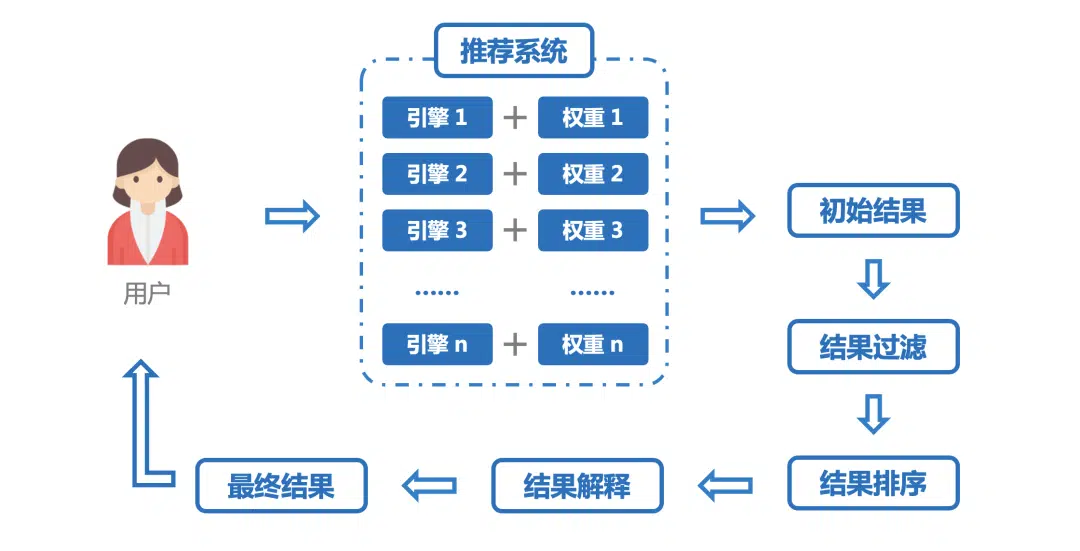 推荐系统
引擎 1 + 权重 1
引擎 2 + 权重 2
引擎 3 + 权重 3
…… ……
引擎 n + 权重 n
用户
初始结果
结果过滤
结果排序
结果解释
最终结果